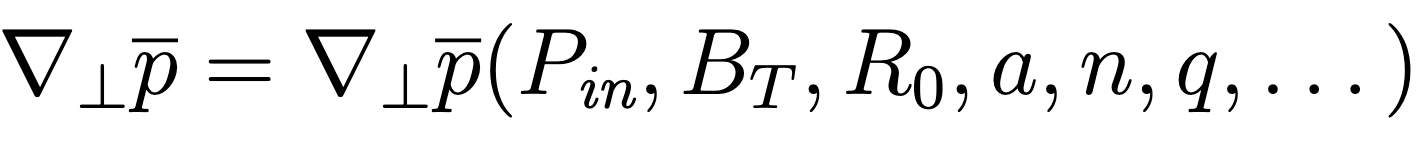 ∇⊥p̅ = ∇⊥p̅(P_in, B_T, R_0, a, n, q, . . . )